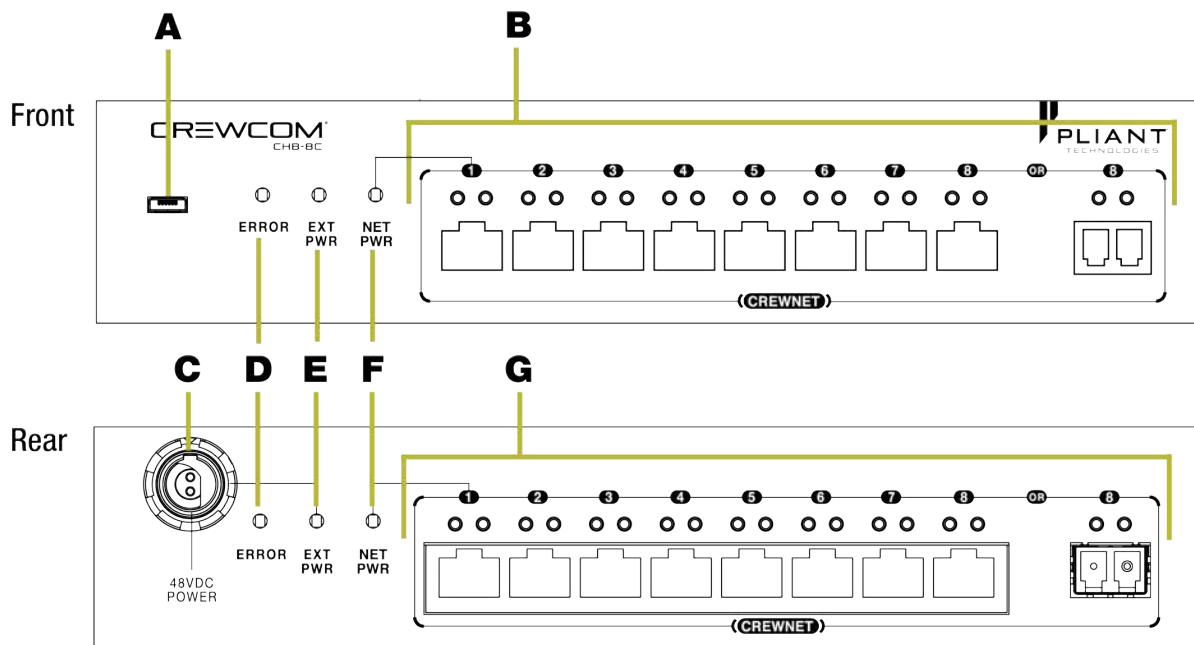 A
B
Front
CREWCOM®
CHB-8C
PLIANT
TECHNOLOGIES
1 2 3 4 5 6 7 8 OR 8
ERROR EXT PWR NET PWR
CREWNET
C D E F G
Rear
1 2 3 4 5 6 7 8 OR 8
ERROR EXT PWR NET PWR
48VDC
POWER
CREWNET